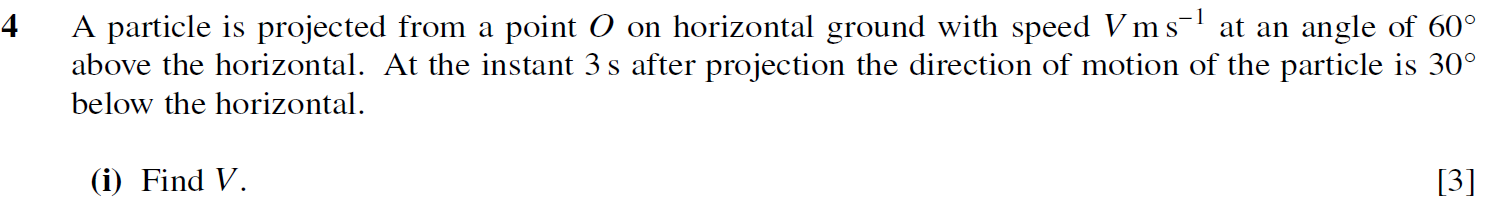 4 A particle is projected from a point O on horizontal ground with speed V m s⁻¹ at an angle of 60°
above the horizontal. At the instant 3 s after projection the direction of motion of the particle is 30°
below the horizontal.
(i) Find V. [3]